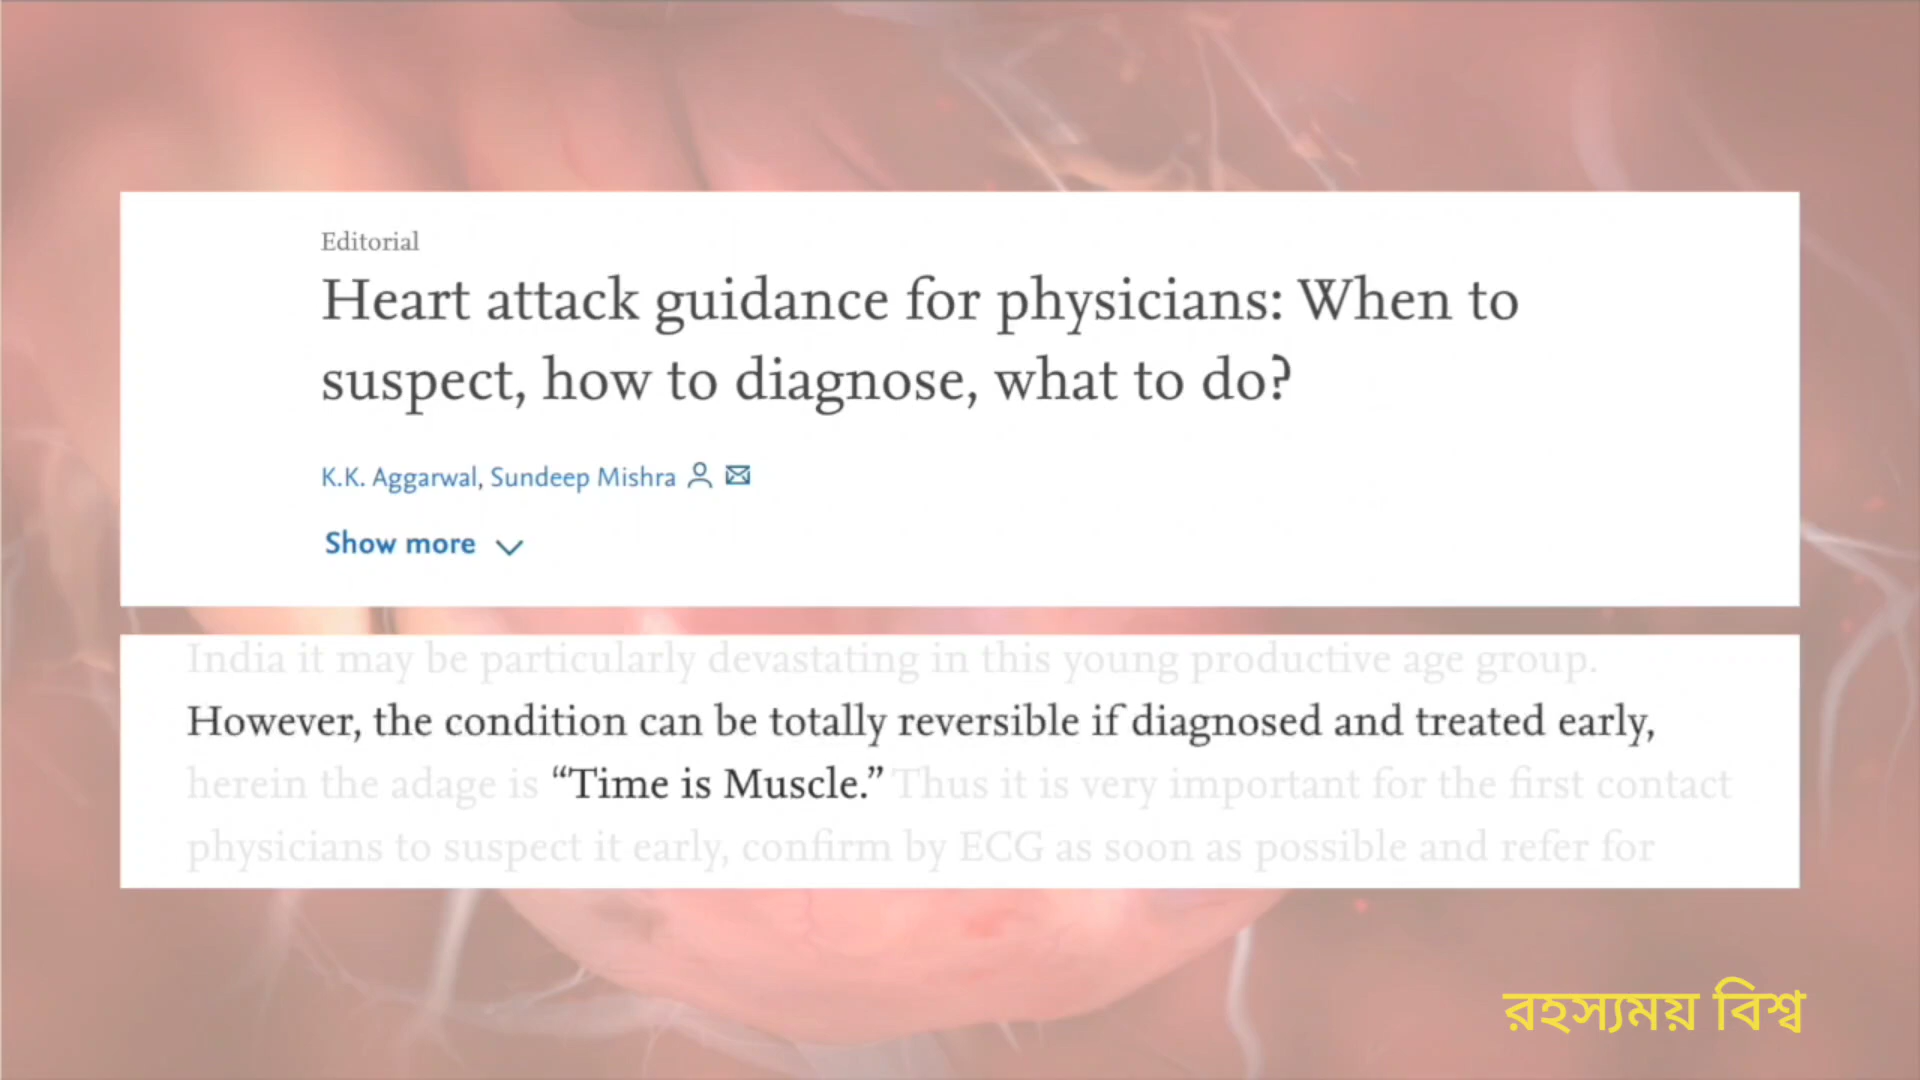 Editorial
Heart attack guidance for physicians: When to
suspect, how to diagnose, what to do?
K.K. Aggarwal, Sundeep Mishra
Show more
India it may be particularly devastating in this young productive age group.
However, the condition can be totally reversible if diagnosed and treated early,
herein the adage is “Time is Muscle.” Thus it is very important for the first contact
physicians to suspect it early, confirm by ECG as soon as possible and refer for
রহস্যময় বিশ্ব